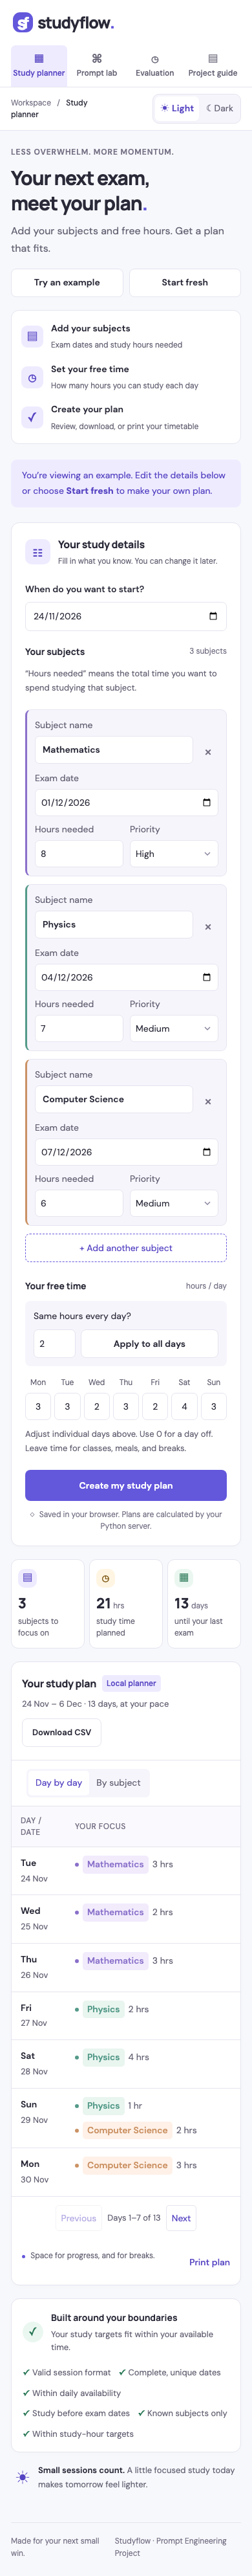 sf studyflow.
Study planner
Prompt lab
Evaluation
Project guide
Workspace / Study planner
Light
Dark
LESS OVERWHELM. MORE MOMENTUM.
Your next exam,
meet your plan.
Add your subjects and free hours. Get a plan
that fits.
Try an example
Start fresh
Add your subjects
Exam dates and study hours needed
Set your free time
How many hours you can study each day
Create your plan
Review, download, or print your timetable
You're viewing an example. Edit the details below
or choose Start fresh to make your own plan.
Your study details
Fill in what you know. You can change it later.
When do you want to start?
24/11/2026
Your subjects
3 subjects
“Hours needed” means the total time you want to
spend studying that subject.
Subject name
Mathematics
×
Exam date
01/12/2026
Hours needed
Priority
8
High
Subject name
Physics
×
Exam date
04/12/2026
Hours needed
Priority
7
Medium
Subject name
Computer Science
×
Exam date
07/12/2026
Hours needed
Priority
6
Medium
+ Add another subject
Your free time
hours / day
Same hours every day?
2
Apply to all days
Mon Tue Wed Thu Fri Sat Sun
3 3 2 3 2 4 3
Adjust individual days above. Use 0 for a day off.
Leave time for classes, meals, and breaks.
Create my study plan
Saved in your browser. Plans are calculated by your
Python server.
3
subjects to
focus on
21 hrs
study time
planned
13 days
until your last
exam
Your study plan
Local planner
24 Nov – 6 Dec · 13 days, at your pace
Download CSV
Day by day
By subject
DAY /
DATE
YOUR FOCUS
Tue
24 Nov
Mathematics 3 hrs
Wed
25 Nov
Mathematics 2 hrs
Thu
26 Nov
Mathematics 3 hrs
Fri
27 Nov
Physics 2 hrs
Sat
28 Nov
Physics 4 hrs
Sun
29 Nov
Physics 1 hr
Computer Science 2 hrs
Mon
30 Nov
Computer Science 3 hrs
Previous
Days 1–7 of 13
Next
Space for progress, and for breaks.
Print plan
Built around your boundaries
Your study targets fit within your available
time.
✓ Valid session format ✓ Complete, unique dates
✓ Within daily availability
✓ Study before exam dates ✓ Known subjects only
✓ Within study-hour targets
Small sessions count. A little focused study today
makes tomorrow feel lighter.
Made for your next small
win.
Studyflow · Prompt Engineering
Project